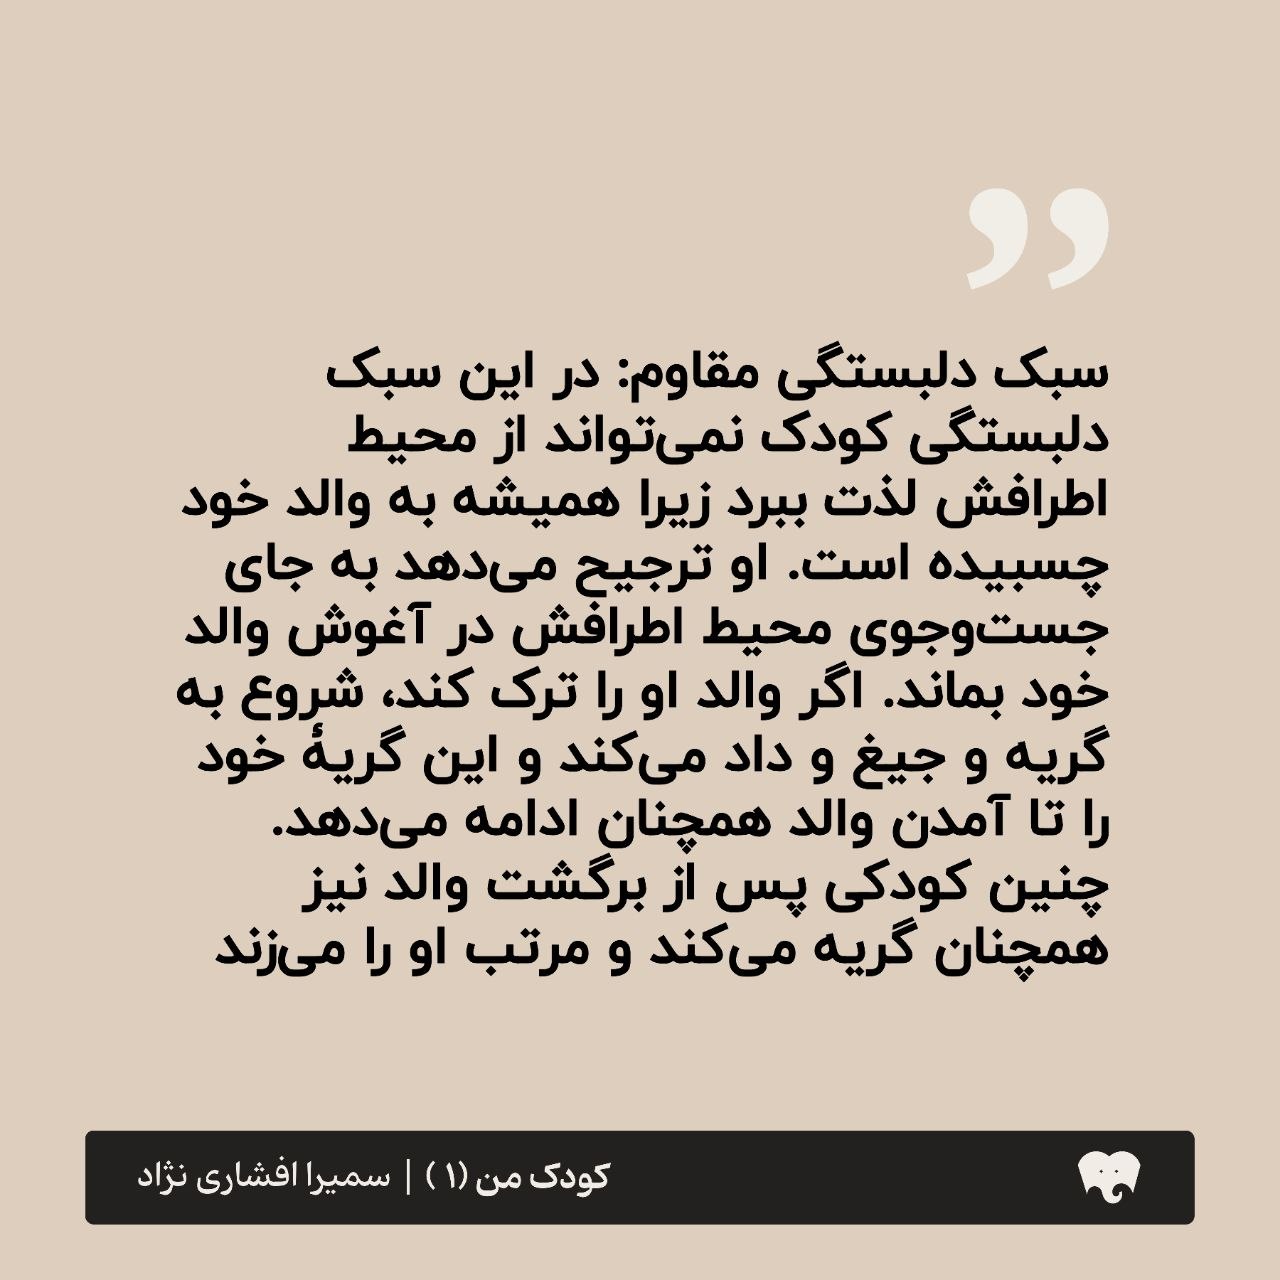 ”
سبک دلبستگی مقاوم: در این سبک
دلبستگی کودک نمی‌تواند از محیط
اطرافش لذت ببرد زیرا همیشه به والد خود
چسبیده است. او ترجیح می‌دهد به جای
جست‌وجوی محیط اطرافش در آغوش والد
خود بماند. اگر والد او را ترک کند، شروع به
گریه و جیغ و داد می‌کند و این گریهٔ خود
را تا آمدن والد همچنان ادامه می‌دهد.
چنین کودکی پس از برگشت والد نیز
همچنان گریه می‌کند و مرتب او را می‌زند
کودک من (۱ ) | سمیرا افشاری نژاد